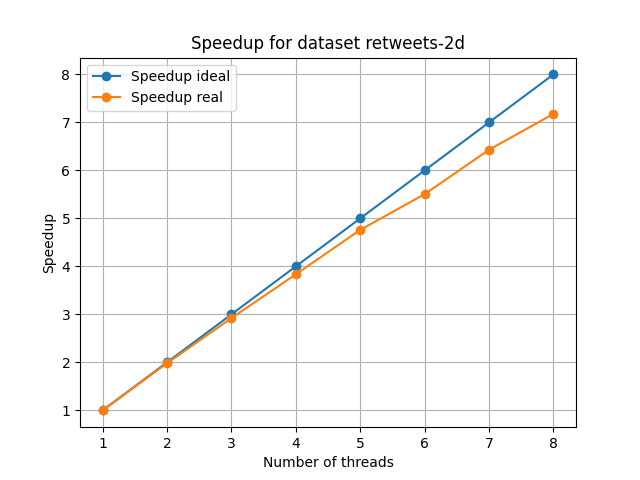 Speedup for dataset retweets-2d
Speedup ideal
Speedup real
Speedup
8
7
6
5
4
3
2
1
1 2 3 4 5 6 7 8
Number of threads